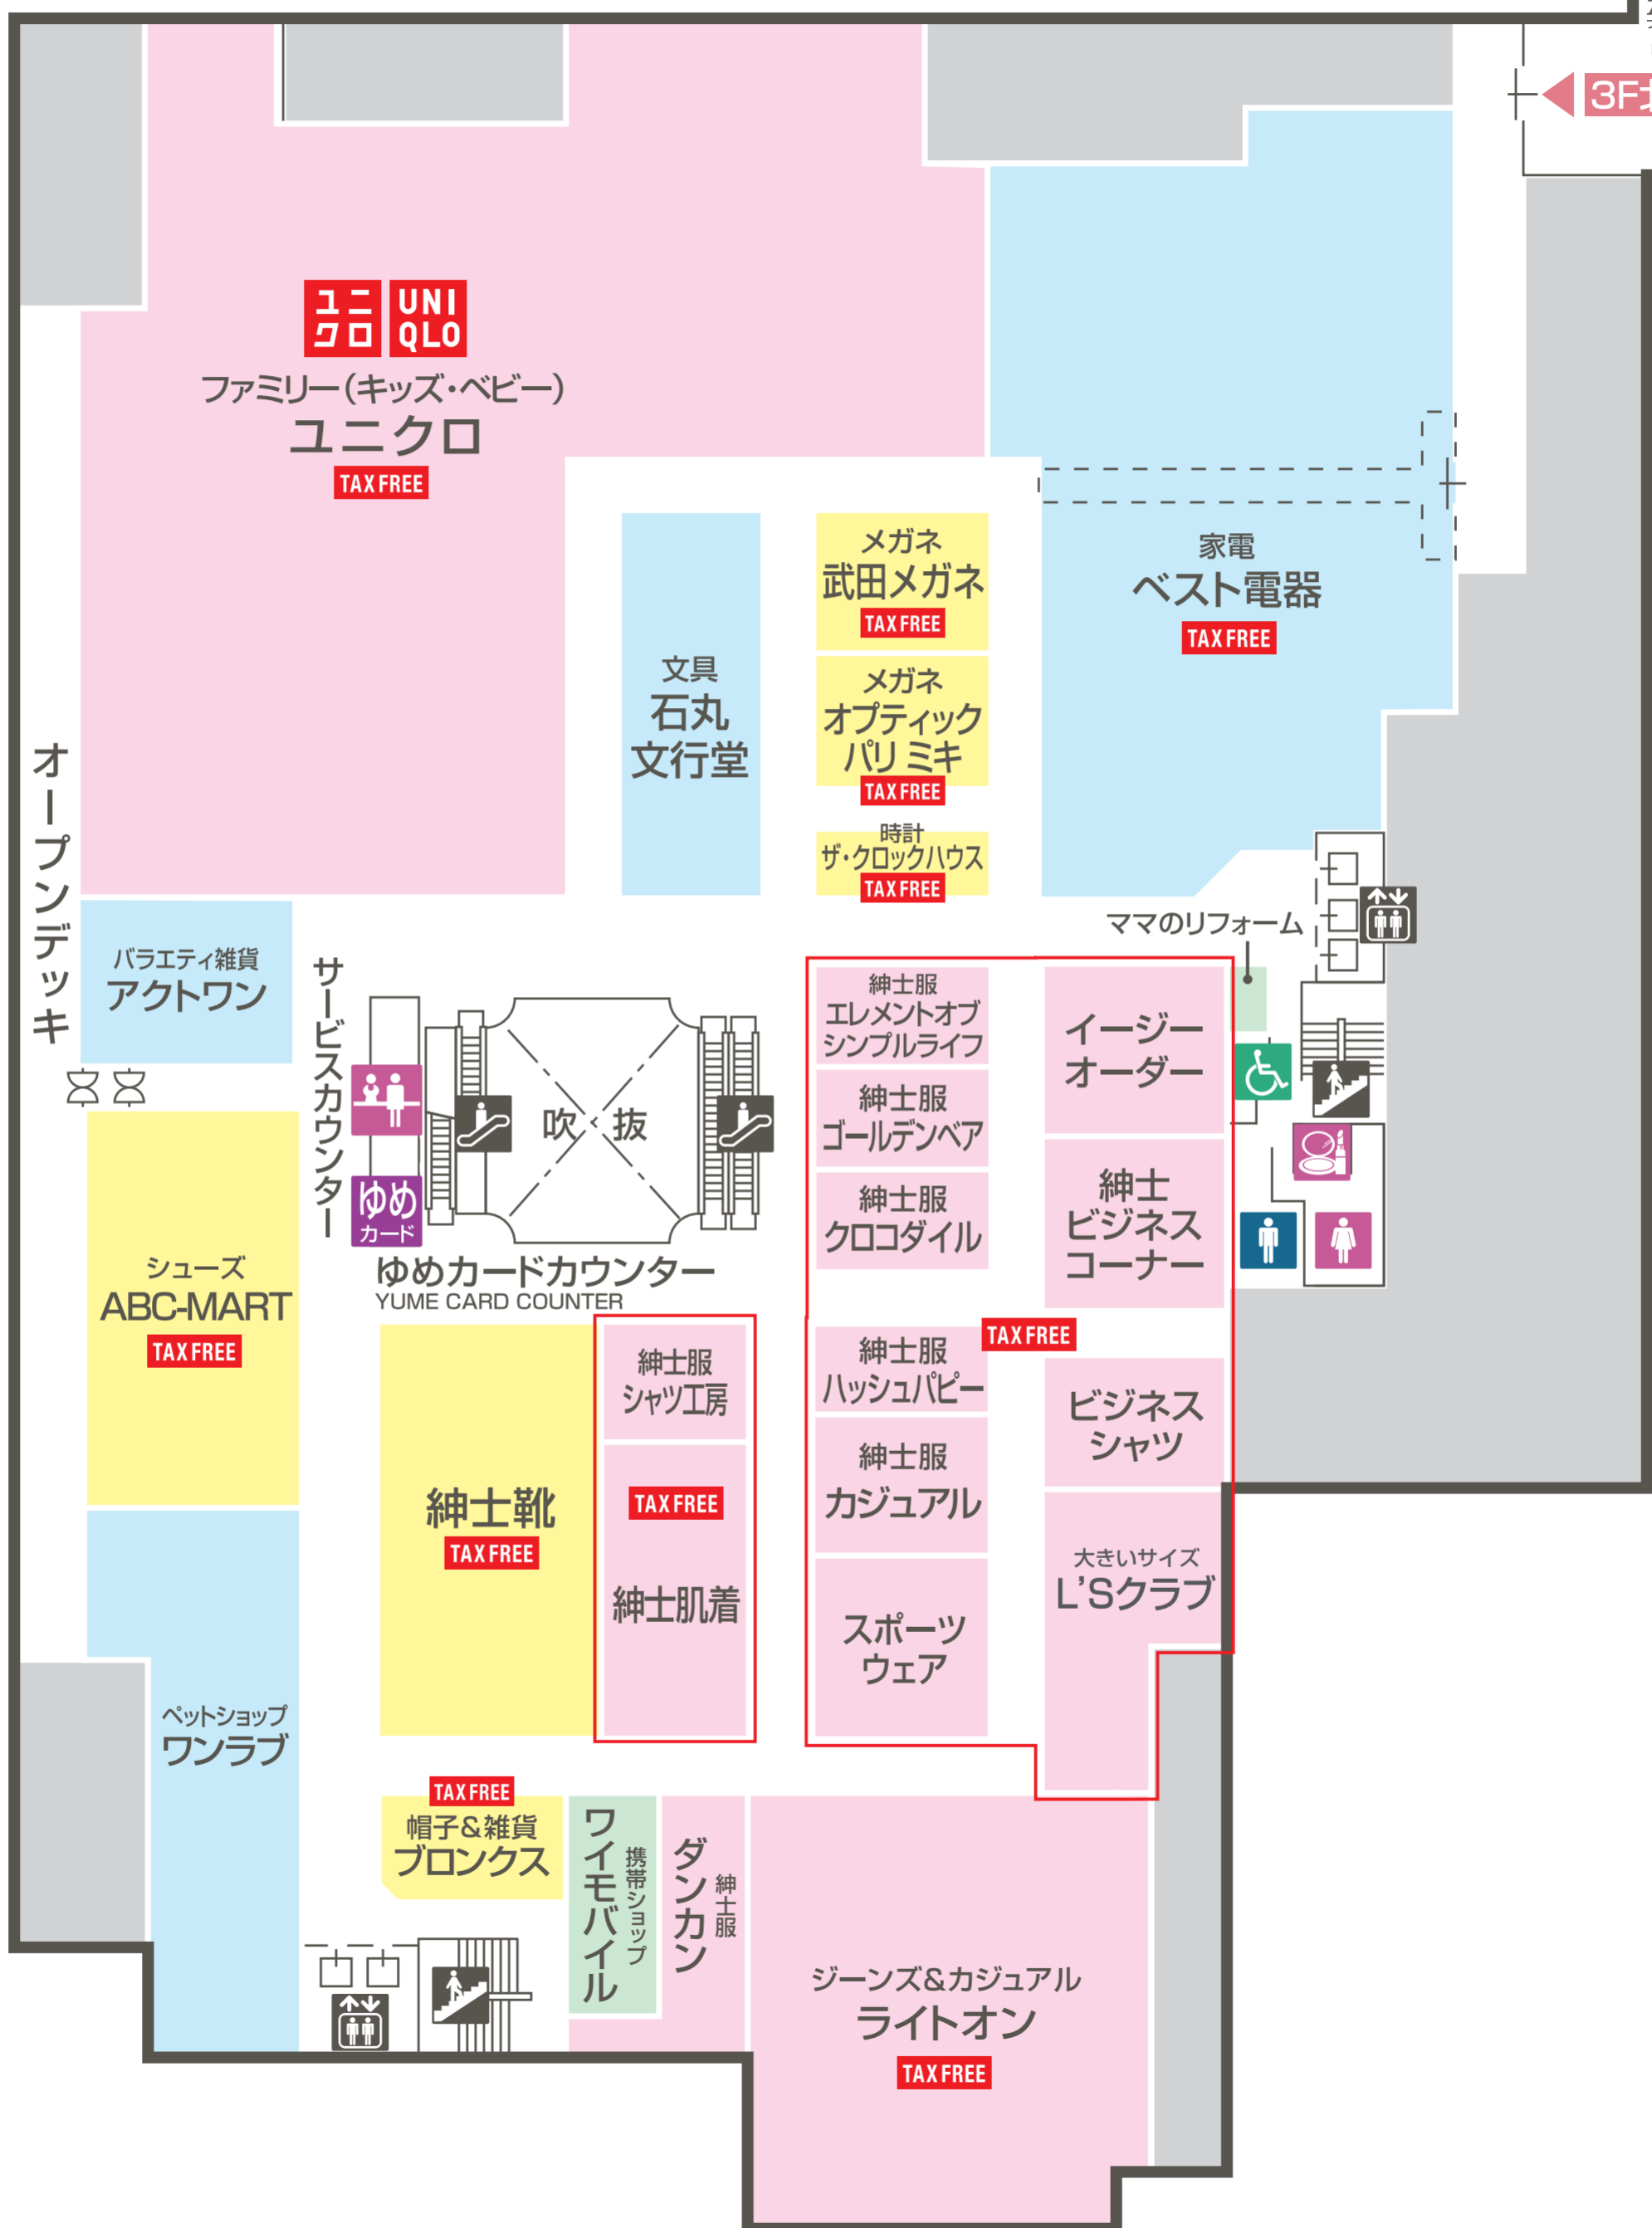 3F北
ユニ
クロ
UNI
QLO
ファミリー(キッズ・ベビー)
ユニクロ
TAX FREE
メガネ
武田メガネ
TAX FREE
家電
ベスト電器
TAX FREE
文具
石丸
文行堂
メガネ
オプティック
パリ ミキ
TAX FREE
時計
ザ・クロックハウス
TAX FREE
オープンデッキ
ママのリフォーム
バラエティ雑貨
アクトワン
サービスカウンター
吹抜
ゆめ
カード
ゆめカードカウンター
YUME CARD COUNTER
紳士服
エレメントオブ
シンプルライフ
イージー
オーダー
紳士服
ゴールデンベア
紳士服
クロコダイル
紳士
ビジネス
コーナー
シューズ
ABC-MART
TAX FREE
TAX FREE
紳士服
シャツ工房
紳士服
ハッシュパピー
ビジネス
シャツ
紳士靴
TAX FREE
TAX FREE
紳士肌着
紳士服
カジュアル
大きいサイズ
L'Sクラブ
スポーツ
ウェア
ペットショップ
ワンラブ
TAX FREE
帽子&雑貨
ブロンクス
携帯ショップ
ワイモバイル
紳士服
ダンカン
ジーンズ&カジュアル
ライトオン
TAX FREE